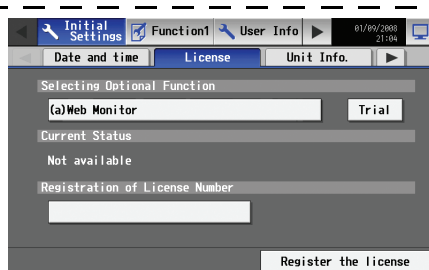 Initial Settings Function1 User Info 01/09/2008 21:04
Date and time License Unit Info.
Selecting Optional Function
(a)Web Monitor Trial
Current Status
Not available
Registration of License Number
Register the license